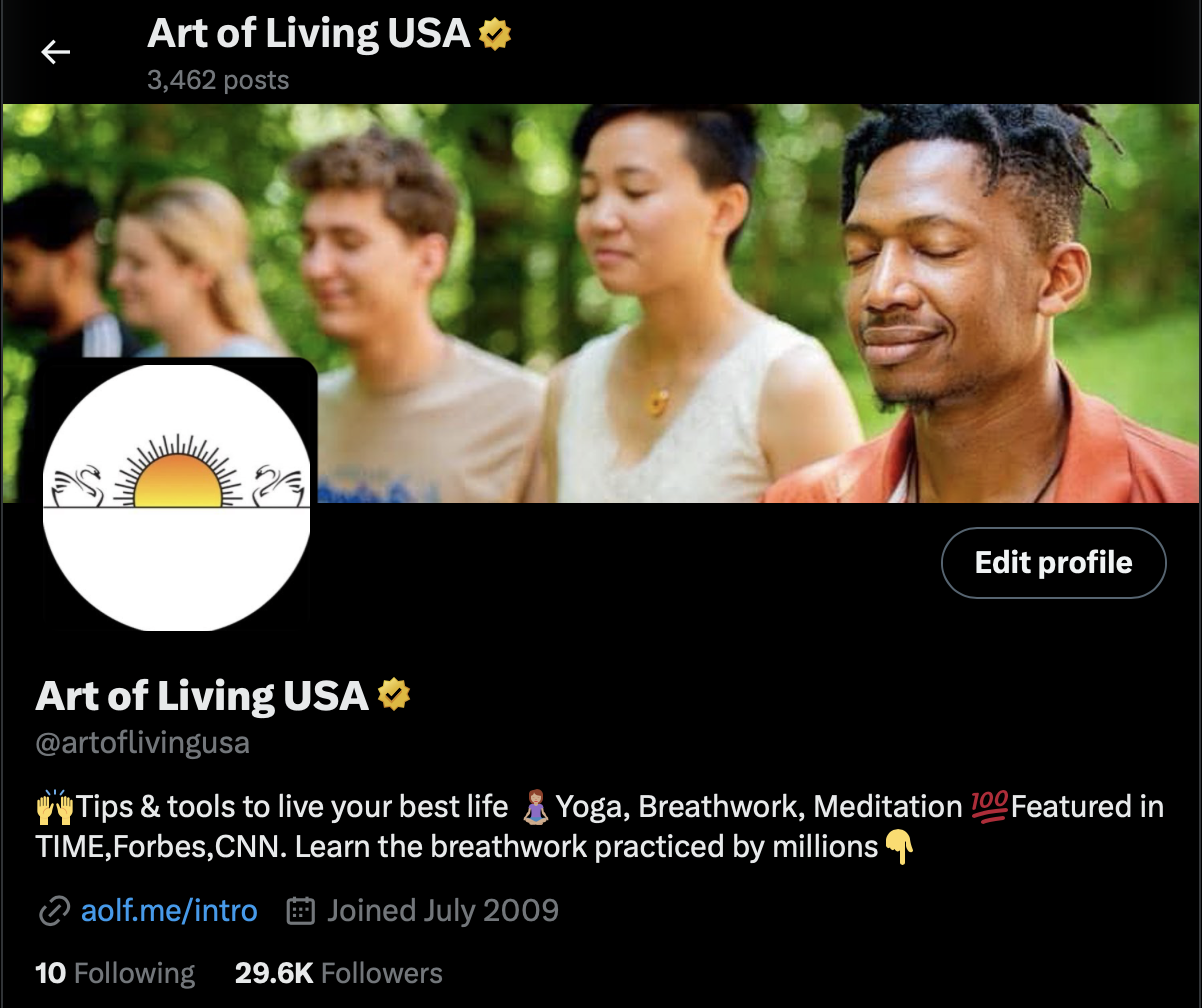 Art of Living USA
3,462 posts
Edit profile
Art of Living USA
@artoflivingusa
🙌Tips & tools to live your best life 🧘🏽‍♀️Yoga, Breathwork, Meditation 💯Featured in
TIME,Forbes,CNN. Learn the breathwork practiced by millions👇
aolf.me/intro Joined July 2009
10 Following 29.6K Followers